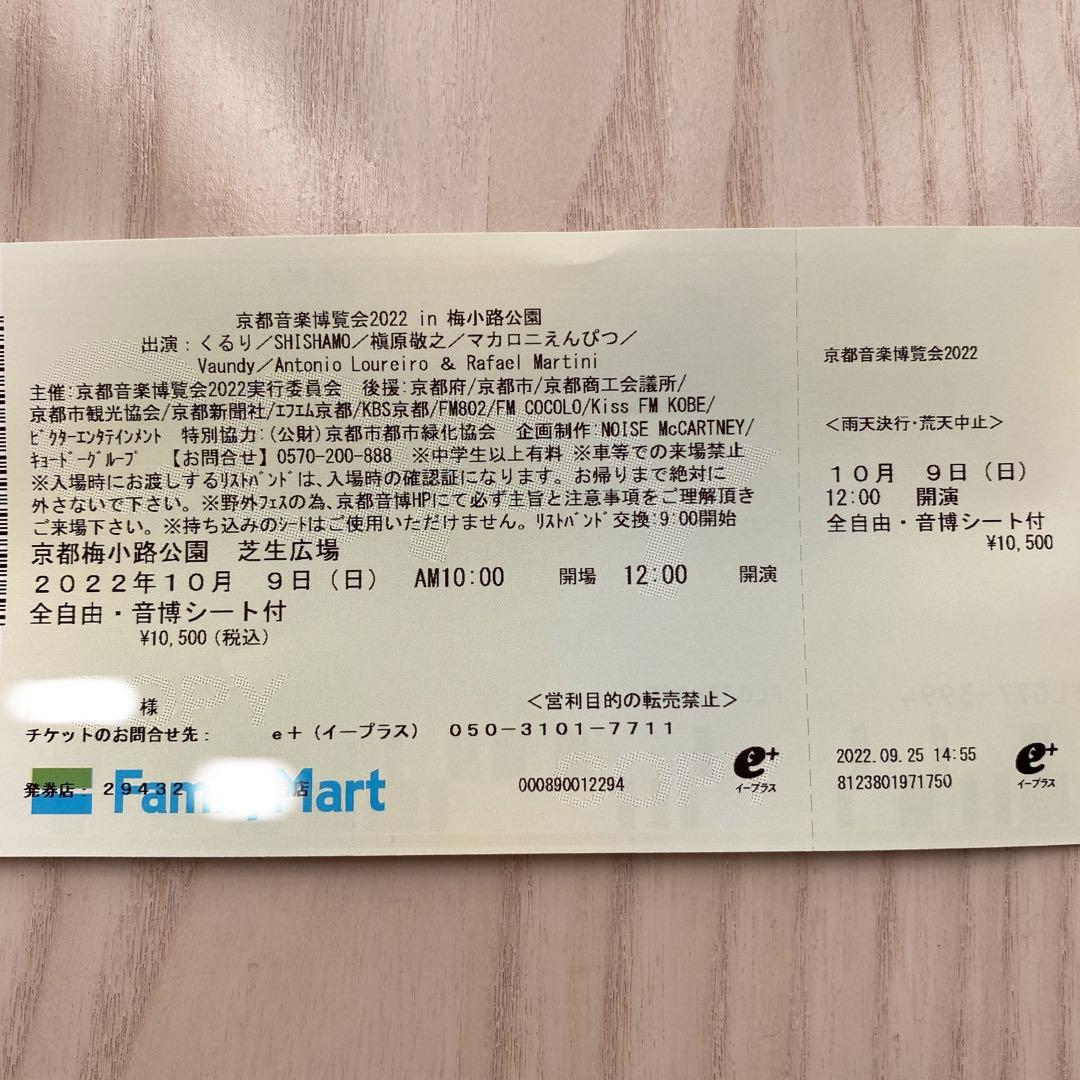 京都音楽博覧会2022 in 梅小路公園
出演：くるり／SHISHAMO／槇原敬之／マカロニえんぴつ／
Vaundy／Antonio Loureiro & Rafael Martini
主催:京都音楽博覧会2022実行委員会 後援:京都府/京都市/京都商工会議所/
京都市観光協会/京都新聞社/ｴﾌｴﾑ京都/KBS京都/FM802/FM COCOLO/Kiss FM KOBE/
ﾋﾞｸﾀｰｴﾝﾀﾃｲﾝﾒﾝﾄ 特別協力:(公財)京都市都市緑化協会 企画制作:NOISE McCARTNEY/
ｷｮｰﾄﾞｰｸﾞﾙｰﾌﾟ 【お問合せ】0570-200-888 ※中学生以上有料 ※車等での来場禁止
※入場時にお渡しするﾘｽﾄﾊﾞﾝﾄﾞは､入場時の確認証になります｡お帰りまで絶対に
外さないで下さい｡※野外ﾌｪｽの為､京都音博HPにて必ず主旨と注意事項をご理解頂き
ご来場下さい｡※持ち込みのｼｰﾄはご使用いただけません｡ﾘｽﾄﾊﾞﾝﾄﾞ交換:9:00開始
京都梅小路公園 芝生広場
２０２２年１０月 ９日（日） AM10:00 開場 12:00 開演
全自由・音博シート付
¥10,500(税込)
様
＜営利目的の転売禁止＞
チケットのお問合せ先： e＋（イープラス） ０５０－３１０１－７７１１
発券店：２９４３２ 店
FamilyMart
000890012294
e+
イープラス
COPY
京都音楽博覧会2022
＜雨天決行・荒天中止＞
１０月 ９日（日）
12:00 開演
全自由・音博シート付
¥10,500
2022.09.25 14:55
8123801971750
e+
イープラス